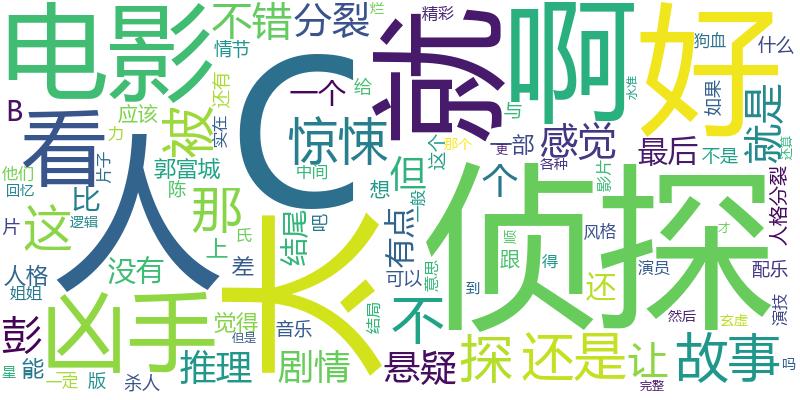 电影
不错
分裂
精彩
烂
狗血
什么
情节
就
啊
好
B
看
人
C
应该
还有
被
实在
一个
惊悚
给
与
水准
如果
就是
他们
回忆
力
片子
郭富城
中间
但
这个
一部
感觉
最后
不是
那个
还算
更
各种
影片
人格分裂
片
逻辑
这
比
陈
那
想
一般
个
侦探
上
氏
结尾
吧
有点
人格
没有
差
太
可以
意思
跟
风格
得
还
演员
配乐
才
姐姐
凶手
到
彭
觉得
音乐
结局
不
然后
玄虚
演技
但是
星
能
一定
版
杀人
推理
剧情
悬疑
探
还是
让
故事
吗
完整